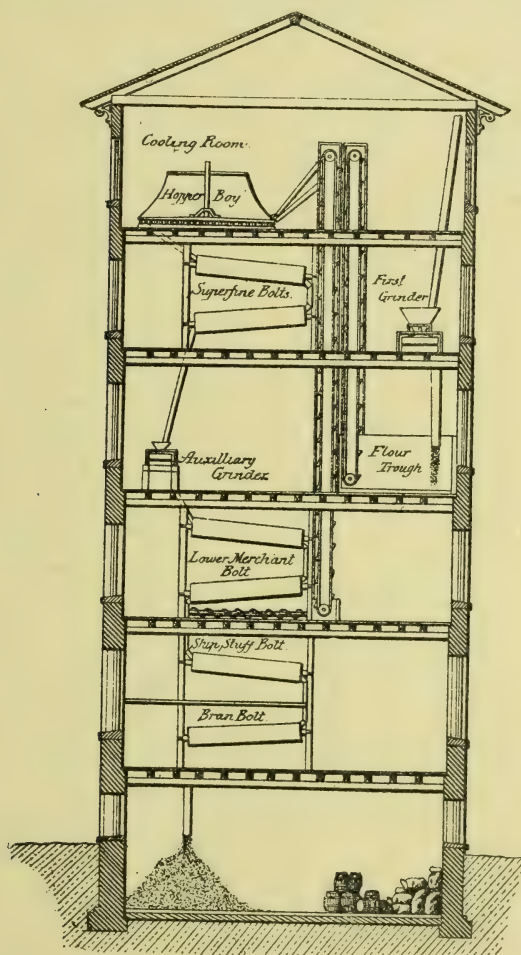 Cooling Room.
Hopper Boy
Superfine Bolts.
First
Grinder
Auxilliary
Grinder
Flour
Trough
Lower Merchant
Bolt
Ship Stuff Bolt.
Bran Bolt.